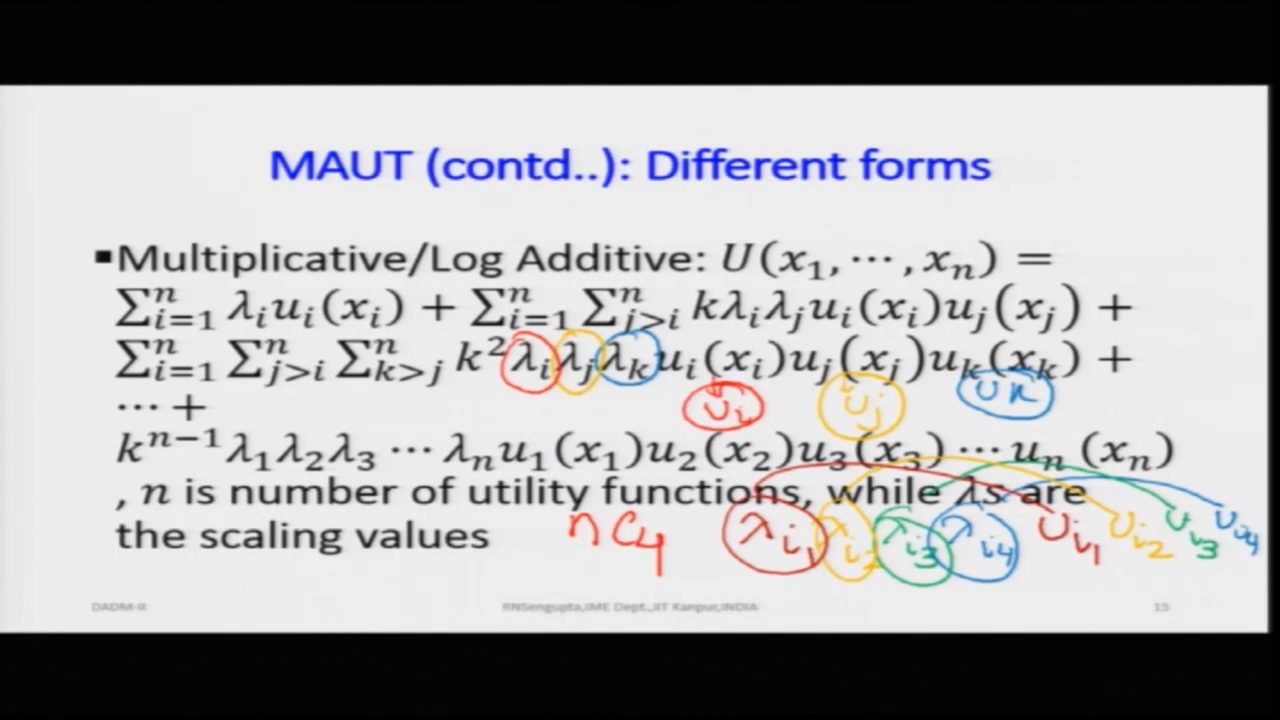 MAUT (contd..): Different forms
▪Multiplicative/Log Additive: U(x₁, ⋯ , xₙ) =
∑ⁿᵢ₌₁ λᵢuᵢ(xᵢ) + ∑ⁿᵢ₌₁ ∑ⁿⱼ>ᵢ kλᵢλⱼuᵢ(xᵢ)uⱼ(xⱼ) +
∑ⁿᵢ₌₁ ∑ⁿⱼ>ᵢ ∑ⁿₖ>ⱼ k²λᵢλⱼλₖuᵢ(xᵢ)uⱼ(xⱼ)uₖ(xₖ) +
uᵢ uⱼ uₖ
⋯ +
kⁿ⁻¹λ₁λ₂λ₃ ⋯ λₙu₁(x₁)u₂(x₂)u₃(x₃) ⋯ uₙ (xₙ)
, n is number of utility functions, while λs are
the scaling values
nC₄ λᵢ₁ λᵢ₂ λᵢ₃ λᵢ₄ uᵢ₁ uᵢ₂ uᵢ₃ uᵢ₄
DADM-II RNSengupta,IME Dept.,IIT Kanpur,INDIA 15